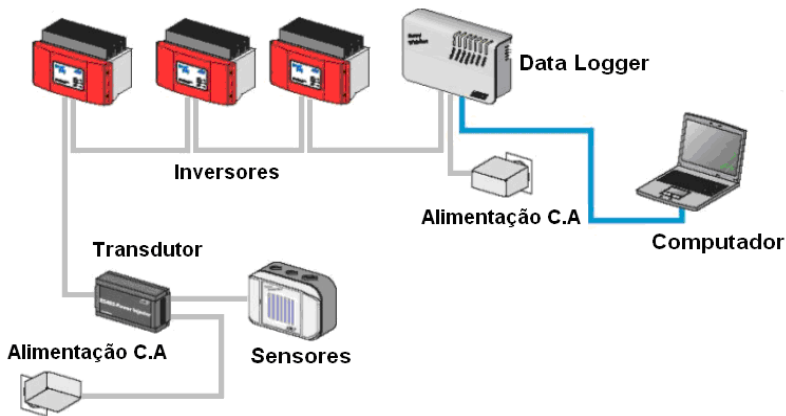 Data Logger
Inversores
Alimentação C.A
Computador
Transdutor
Alimentação C.A
Sensores